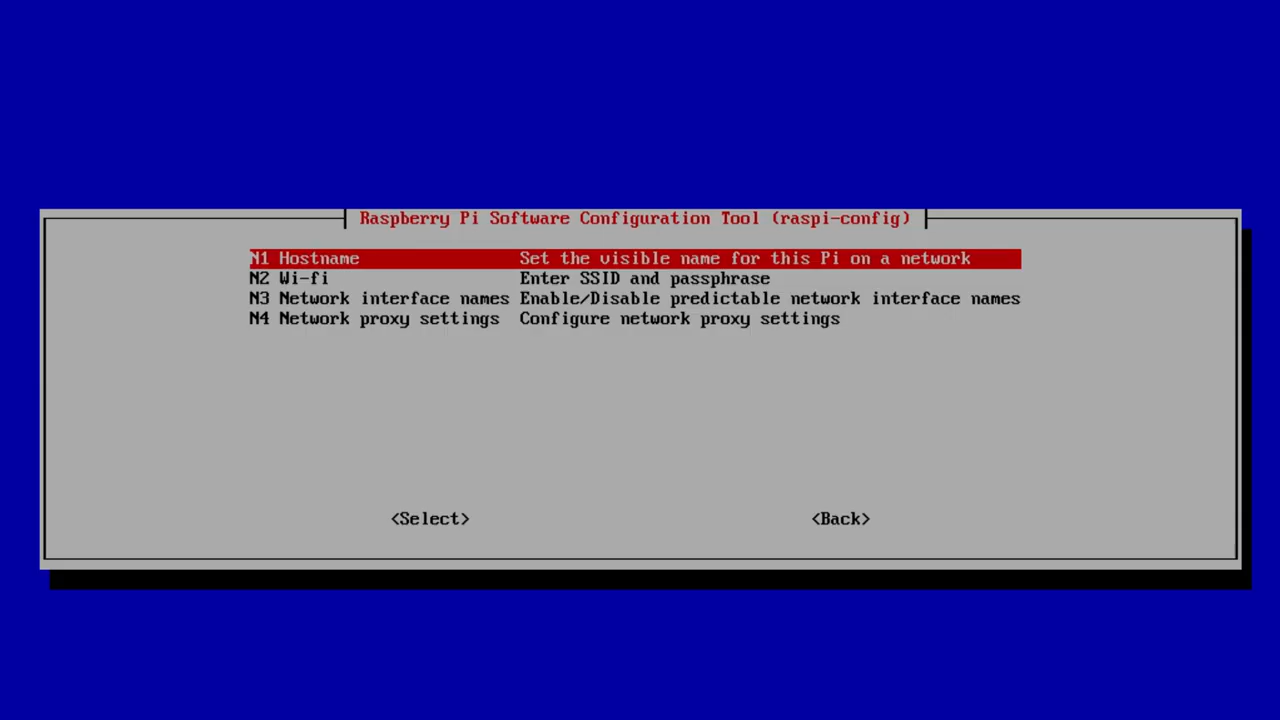 Raspberry Pi Software Configuration Tool (raspi-config)
N1 Hostname Set the visible name for this Pi on a network
N2 Wi-fi Enter SSID and passphrase
N3 Network interface names Enable/Disable predictable network interface names
N4 Network proxy settings Configure network proxy settings
<Select> <Back>